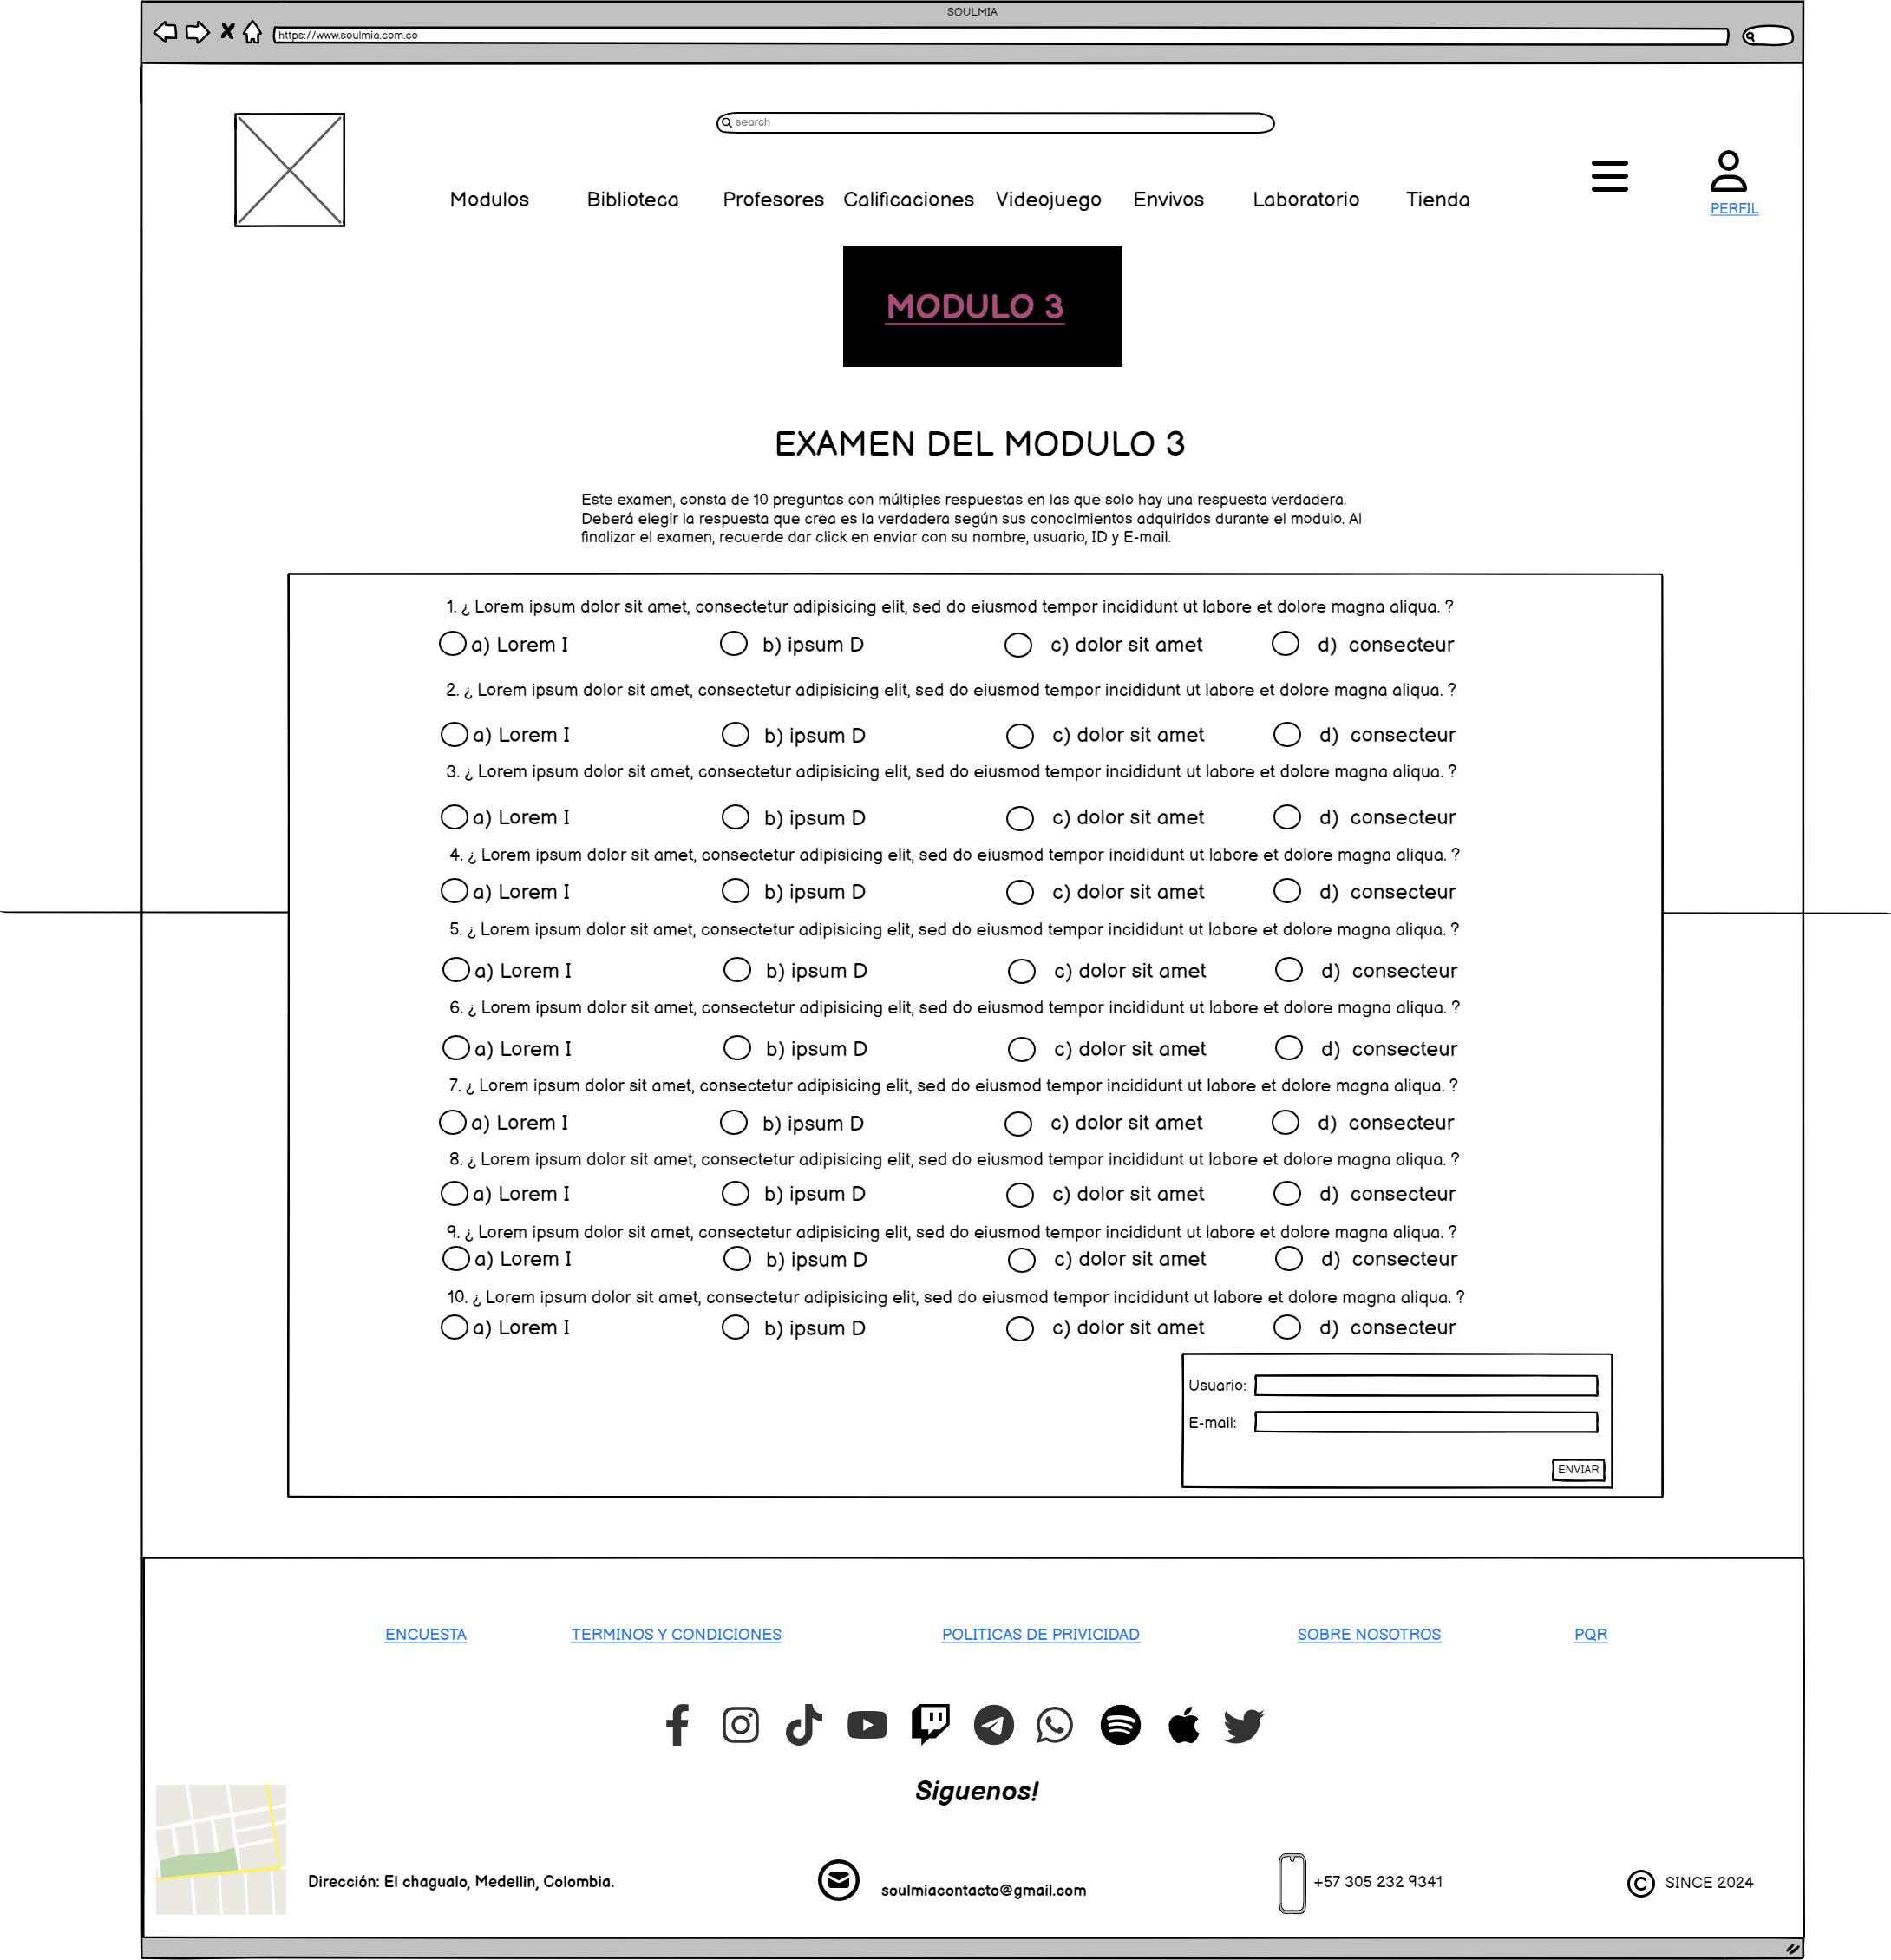 SOULMIA
https://www.soulmia.com.co
search
Modulos Biblioteca Profesores Calificaciones Videojuego Envivos Laboratorio Tienda
PERFIL
MODULO 3
EXAMEN DEL MODULO 3
Este examen, consta de 10 preguntas con múltiples respuestas en las que solo hay una respuesta verdadera.
Deberá elegir la respuesta que crea es la verdadera según sus conocimientos adquiridos durante el modulo. Al
finalizar el examen, recuerde dar click en enviar con su nombre, usuario, ID y E-mail.
1. ¿ Lorem ipsum dolor sit amet, consectetur adipisicing elit, sed do eiusmod tempor incididunt ut labore et dolore magna aliqua. ?
a) Lorem I b) ipsum D c) dolor sit amet d) consecteur
2. ¿ Lorem ipsum dolor sit amet, consectetur adipisicing elit, sed do eiusmod tempor incididunt ut labore et dolore magna aliqua. ?
a) Lorem I b) ipsum D c) dolor sit amet d) consecteur
3. ¿ Lorem ipsum dolor sit amet, consectetur adipisicing elit, sed do eiusmod tempor incididunt ut labore et dolore magna aliqua. ?
a) Lorem I b) ipsum D c) dolor sit amet d) consecteur
4. ¿ Lorem ipsum dolor sit amet, consectetur adipisicing elit, sed do eiusmod tempor incididunt ut labore et dolore magna aliqua. ?
a) Lorem I b) ipsum D c) dolor sit amet d) consecteur
5. ¿ Lorem ipsum dolor sit amet, consectetur adipisicing elit, sed do eiusmod tempor incididunt ut labore et dolore magna aliqua. ?
a) Lorem I b) ipsum D c) dolor sit amet d) consecteur
6. ¿ Lorem ipsum dolor sit amet, consectetur adipisicing elit, sed do eiusmod tempor incididunt ut labore et dolore magna aliqua. ?
a) Lorem I b) ipsum D c) dolor sit amet d) consecteur
7. ¿ Lorem ipsum dolor sit amet, consectetur adipisicing elit, sed do eiusmod tempor incididunt ut labore et dolore magna aliqua. ?
a) Lorem I b) ipsum D c) dolor sit amet d) consecteur
8. ¿ Lorem ipsum dolor sit amet, consectetur adipisicing elit, sed do eiusmod tempor incididunt ut labore et dolore magna aliqua. ?
a) Lorem I b) ipsum D c) dolor sit amet d) consecteur
9. ¿ Lorem ipsum dolor sit amet, consectetur adipisicing elit, sed do eiusmod tempor incididunt ut labore et dolore magna aliqua. ?
a) Lorem I b) ipsum D c) dolor sit amet d) consecteur
10. ¿ Lorem ipsum dolor sit amet, consectetur adipisicing elit, sed do eiusmod tempor incididunt ut labore et dolore magna aliqua. ?
a) Lorem I b) ipsum D c) dolor sit amet d) consecteur
Usuario:
E-mail:
ENVIAR
ENCUESTA TERMINOS Y CONDICIONES POLITICAS DE PRIVICIDAD SOBRE NOSOTROS PQR
Siguenos!
Dirección: El chagualo, Medellin, Colombia. soulmiacontacto@gmail.com +57 305 232 9341 © SINCE 2024